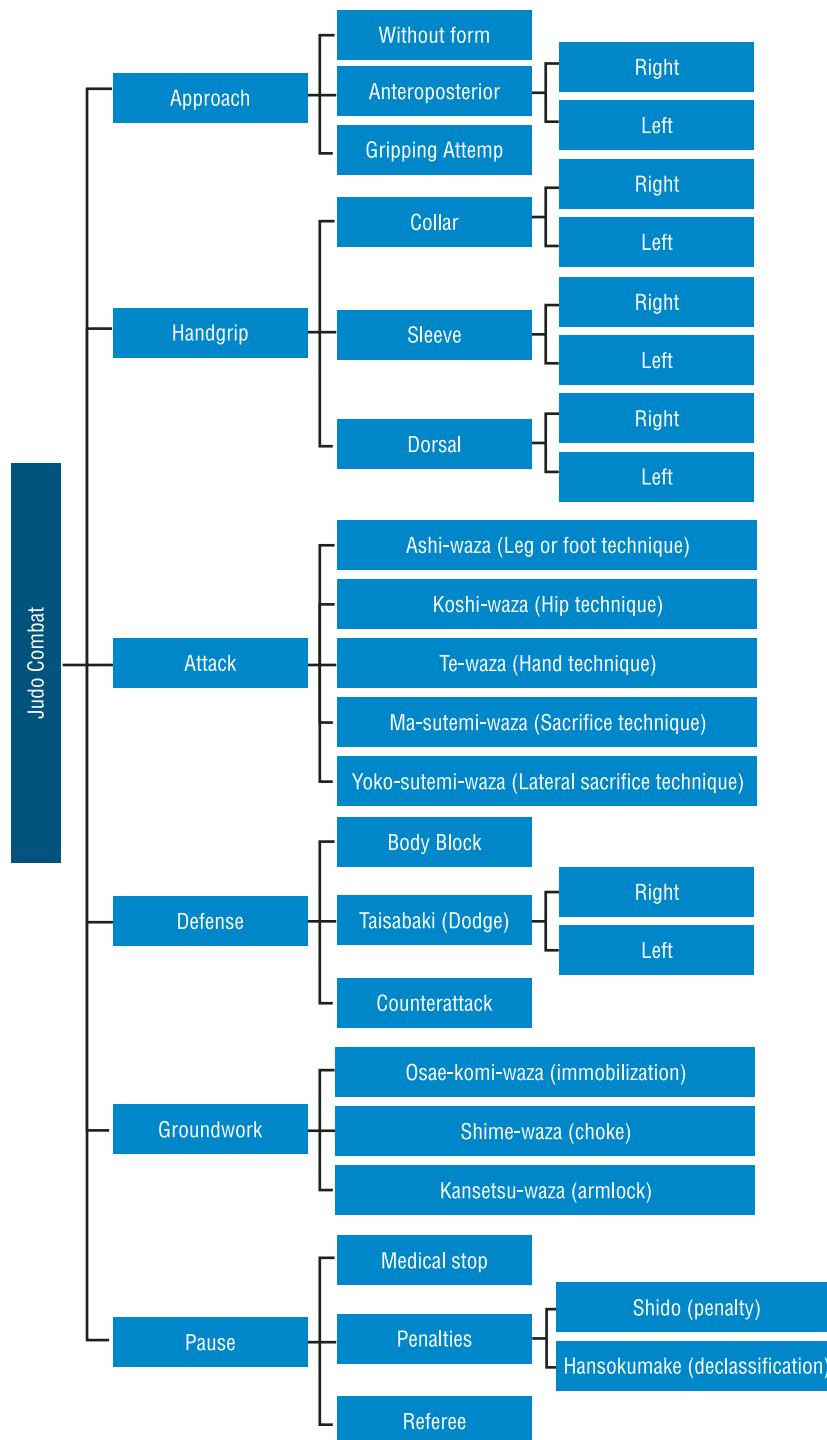 Judo Combat
Approach
Without form
Anteroposterior
Right
Left
Gripping Attemp
Handgrip
Collar
Right
Left
Sleeve
Right
Left
Dorsal
Right
Left
Attack
Ashi-waza (Leg or foot technique)
Koshi-waza (Hip technique)
Te-waza (Hand technique)
Ma-sutemi-waza (Sacrifice technique)
Yoko-sutemi-waza (Lateral sacrifice technique)
Defense
Body Block
Taisabaki (Dodge)
Right
Left
Counterattack
Groundwork
Osae-komi-waza (immobilization)
Shime-waza (choke)
Kansetsu-waza (armlock)
Pause
Medical stop
Penalties
Shido (penalty)
Hansokumake (declassification)
Referee